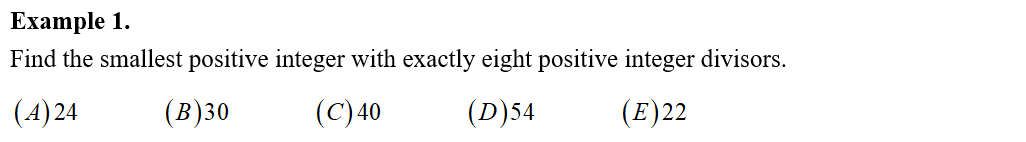 Example 1.
Find the smallest positive integer with exactly eight positive integer divisors.
(A)24 (B)30 (C)40 (D)54 (E)22